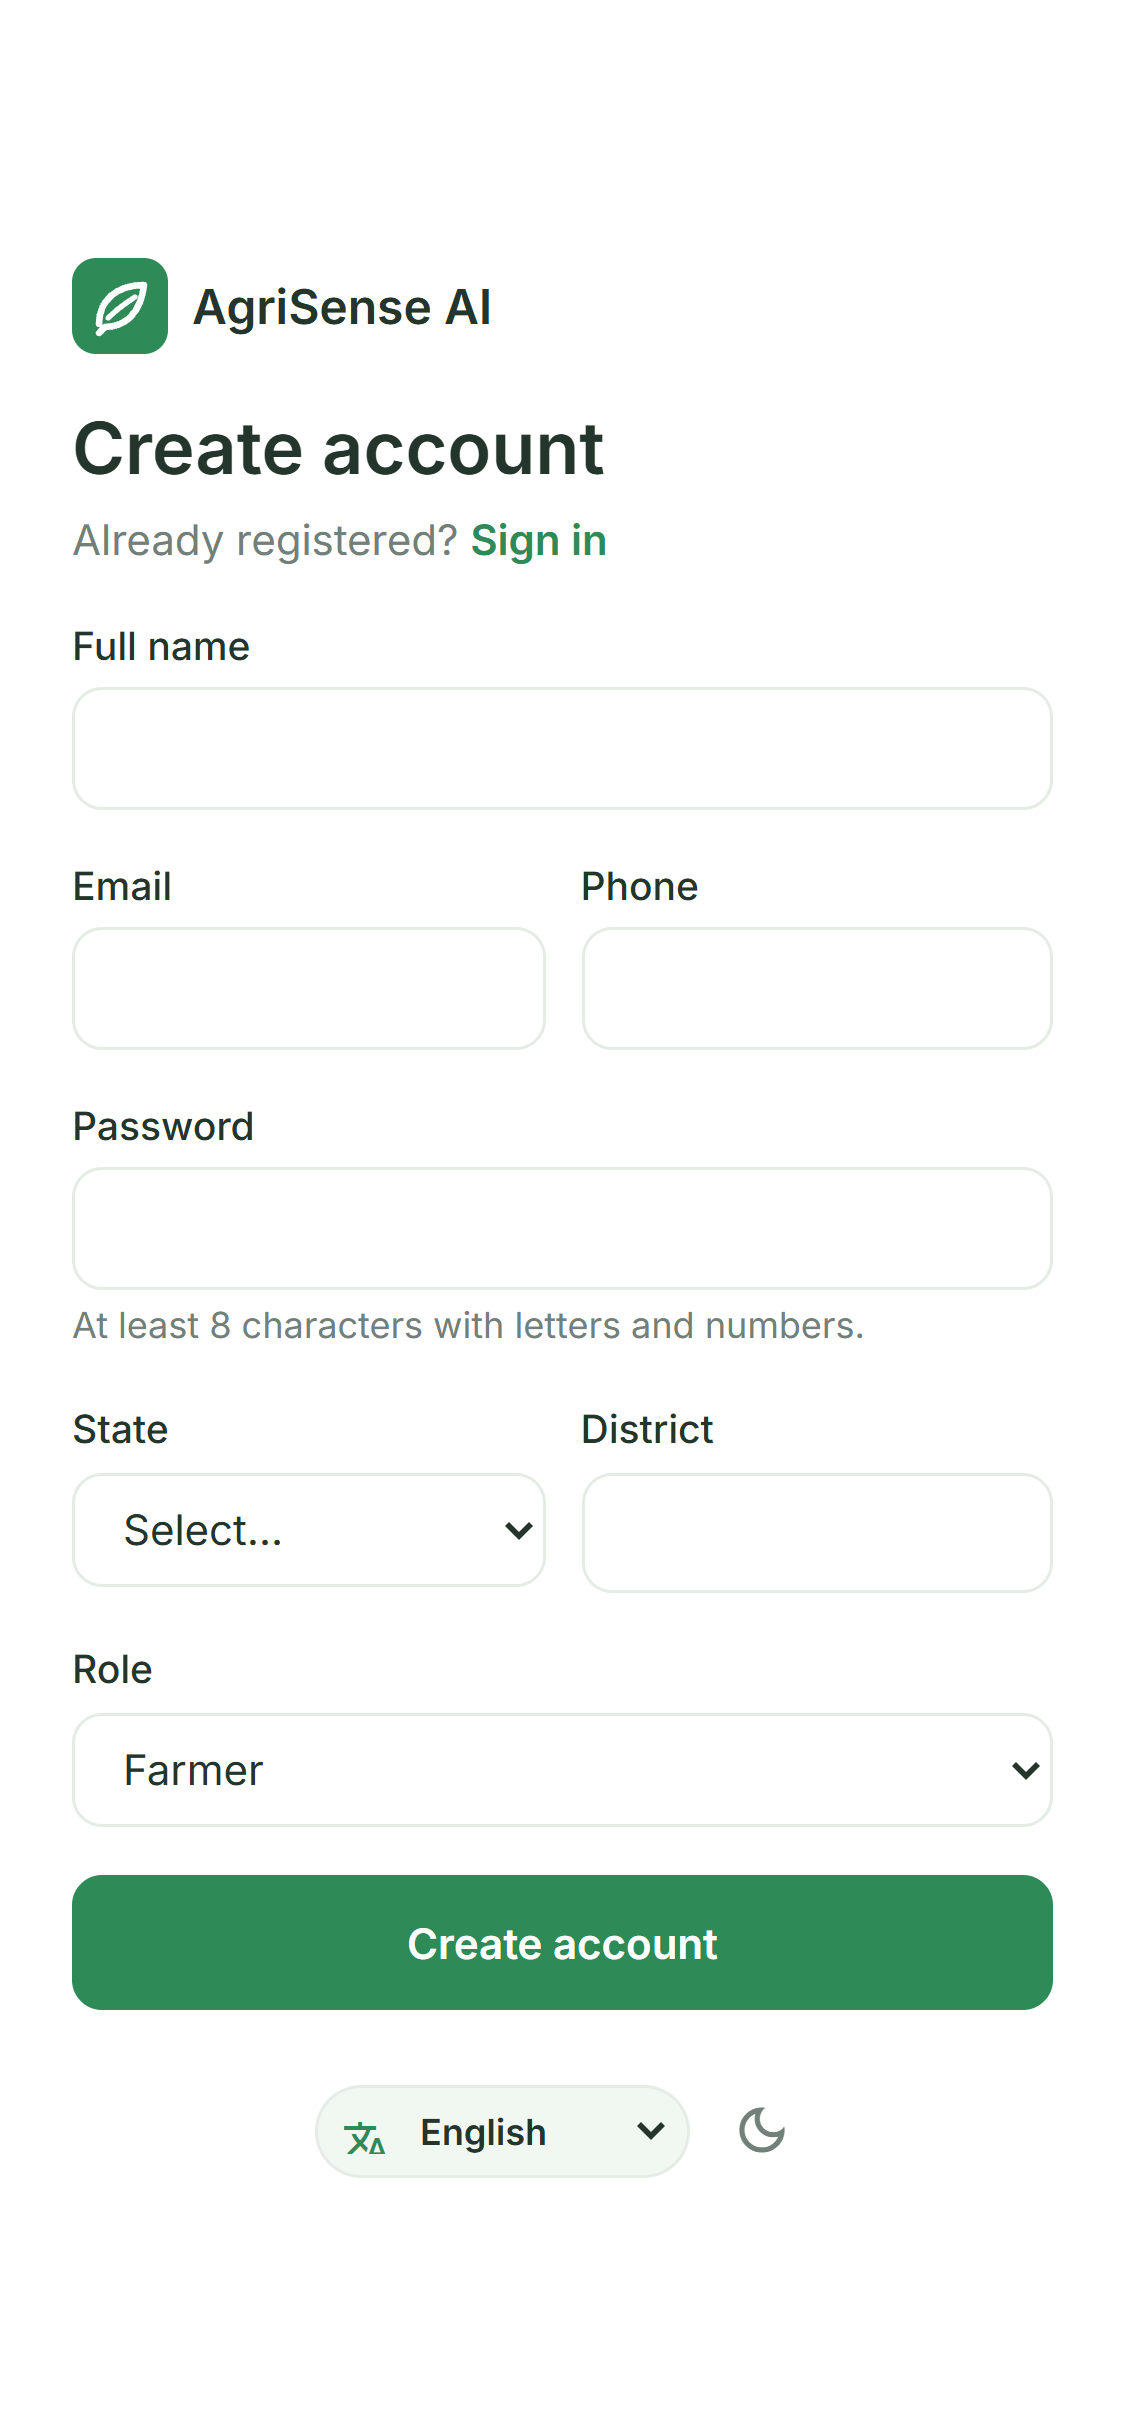 AgriSense AI
Create account
Already registered? Sign in
Full name
Email
Phone
Password
At least 8 characters with letters and numbers.
State
District
Select...
Role
Farmer
Create account
English